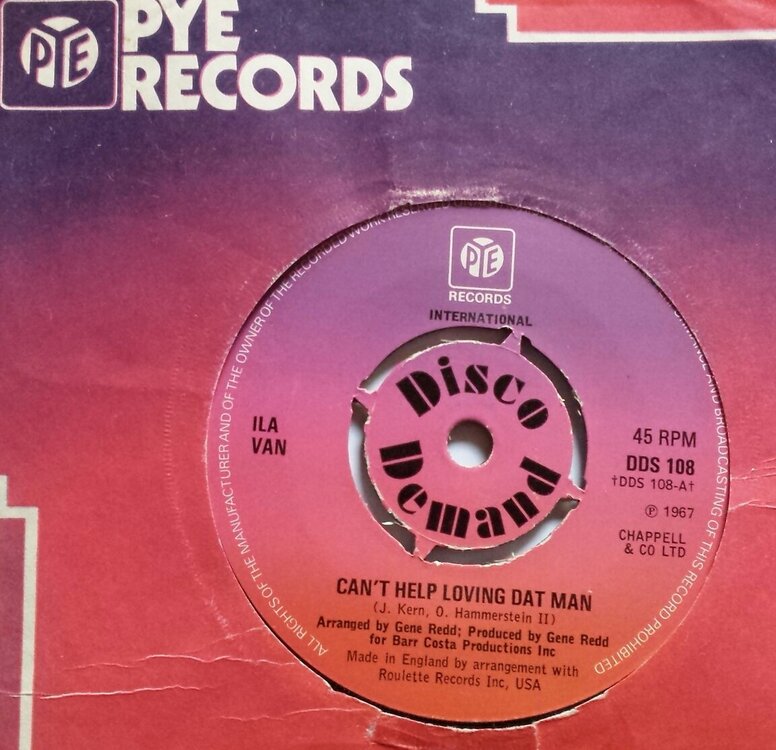 PYE
PYE
RECORDS
PYE
RECORDS
INTERNATIONAL
Disco
Demand
ILA
VAN
45 RPM
DDS 108
†DDS 108-A†
℗ 1967
CHAPPELL
& CO LTD
CAN'T HELP LOVING DAT MAN
(J. Kern, O. Hammerstein II)
Arranged by Gene Redd; Produced by Gene Redd
for Barr Costa Productions Inc
Made in England by arrangement with
Roulette Records Inc, USA
ALL RIGHTS OF THE MANUFACTURER AND OF THE OWNER OF THE RECORDED WORK AND BROADCASTING OF THIS RECORD PROHIBITED